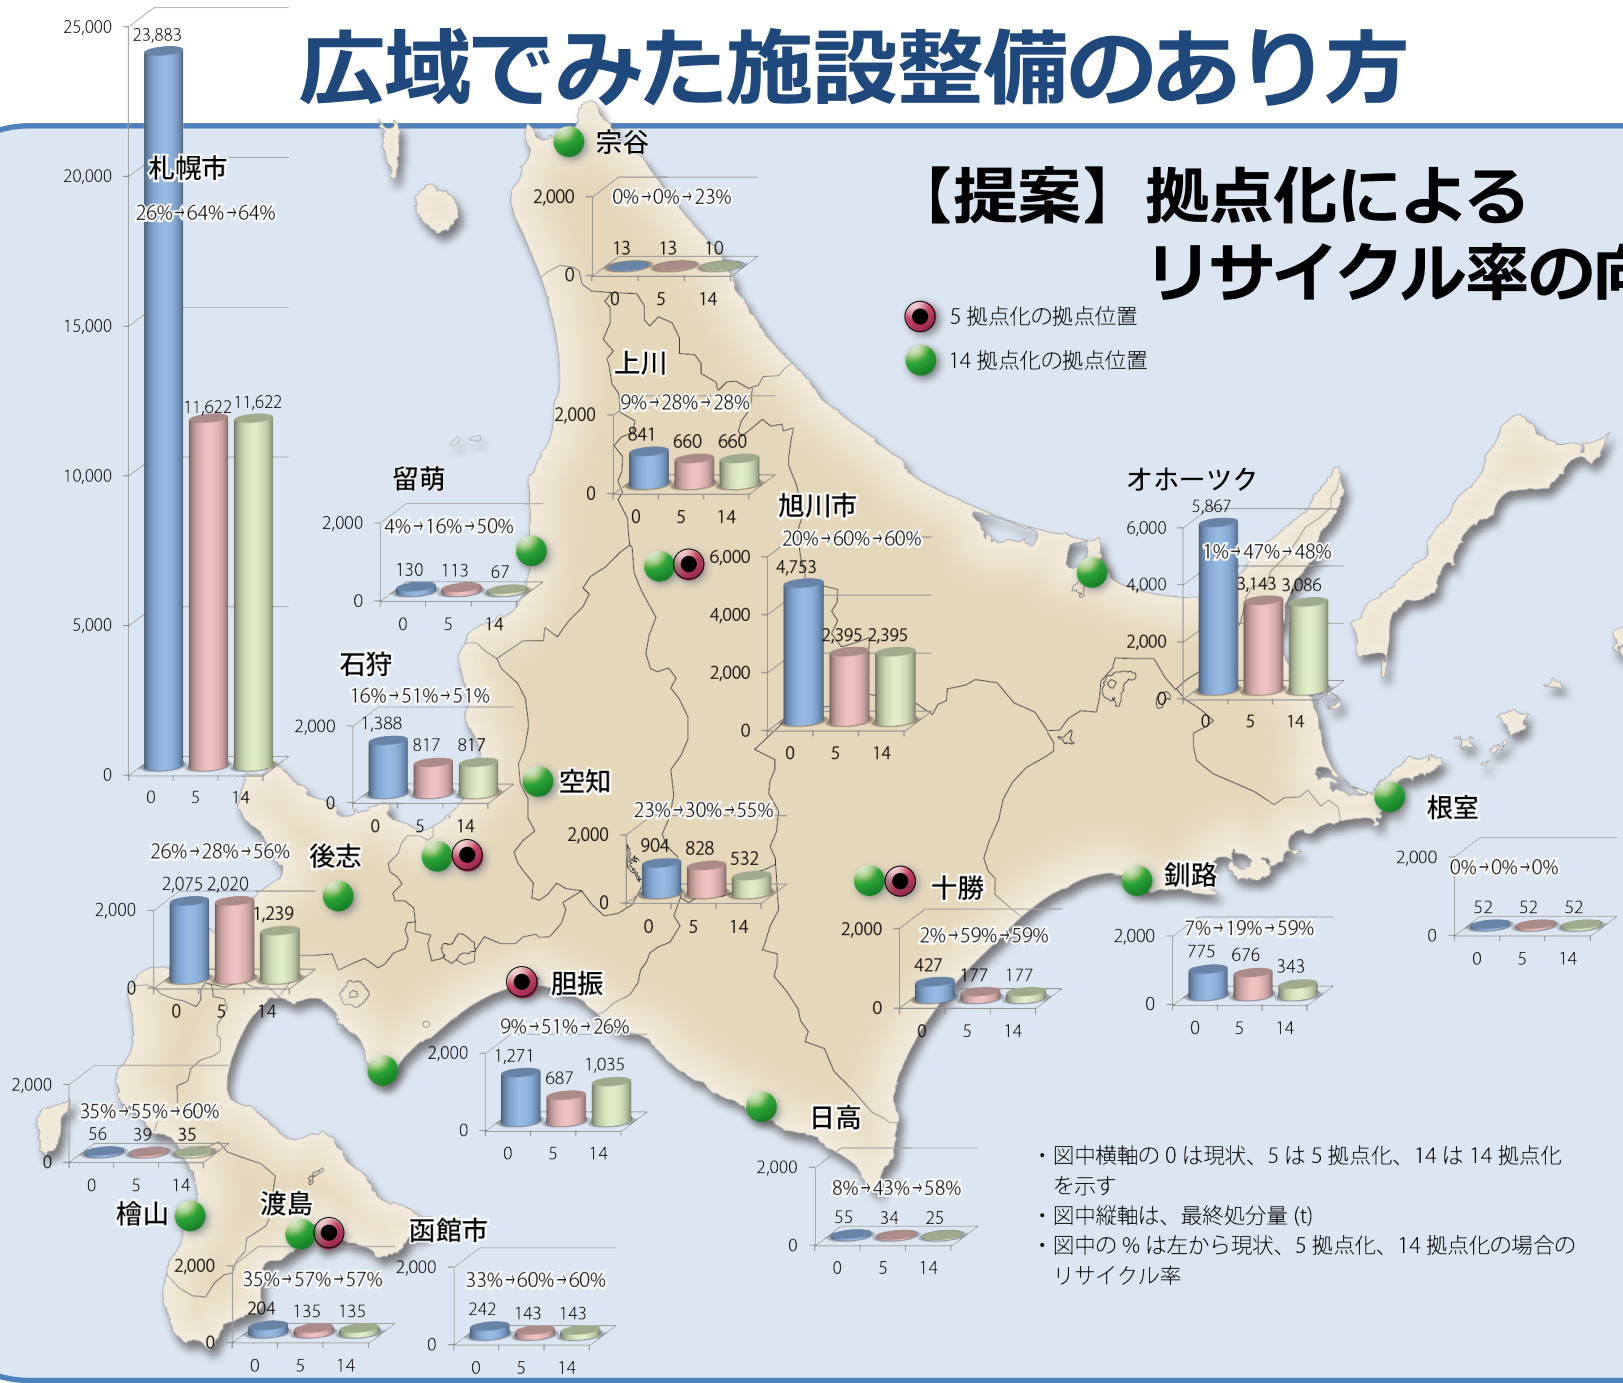 広域でみた施設整備のあり方
【提案】拠点化による
リサイクル率の向
5 拠点化の拠点位置
14 拠点化の拠点位置
25,000
20,000
15,000
10,000
5,000
0
23,883
札幌市
26%→64%→64%
11,622 11,622
0 5 14
宗谷
2,000
0
0%→0%→23%
13 13 10
0 5 14
上川
9%→28%→28%
2,000
0
841 660 660
0 5 14
留萌
2,000
0
4%→16%→50%
130 113 67
0 5 14
旭川市
20%→60%→60%
6,000
4,000
2,000
0
4,753
2,395 2,395
0 5 14
オホーツク
6,000
4,000
2,000
0
5,867
1%→47%→48%
3,143 3,086
0 5 14
石狩
16%→51%→51%
2,000
0
1,388 817 817
0 5 14
空知
23%→30%→55%
2,000
0
904 828 532
0 5 14
後志
26%→28%→56%
2,000
0
2,075 2,020
1,239
0 5 14
十勝
2,000
0
2%→59%→59%
427 177 177
0 5 14
釧路
2,000
0
7%→19%→59%
775 676 343
0 5 14
根室
2,000
0
0%→0%→0%
52 52 52
0 5 14
胆振
9%→51%→26%
2,000
0
1,271 687 1,035
0 5 14
日高
2,000
0
8%→43%→58%
55 34 25
0 5 14
2,000
0
35%→55%→60%
56 39 35
0 5 14
檜山
渡島
2,000
0
35%→57%→57%
204 135 135
0 5 14
函館市
2,000
0
33%→60%→60%
242 143 143
0 5 14
・図中横軸の 0 は現状、5 は 5 拠点化、14 は 14 拠点化
を示す
・図中縦軸は、最終処分量 (t)
・図中の % は左から現状、5 拠点化、14 拠点化の場合の
リサイクル率